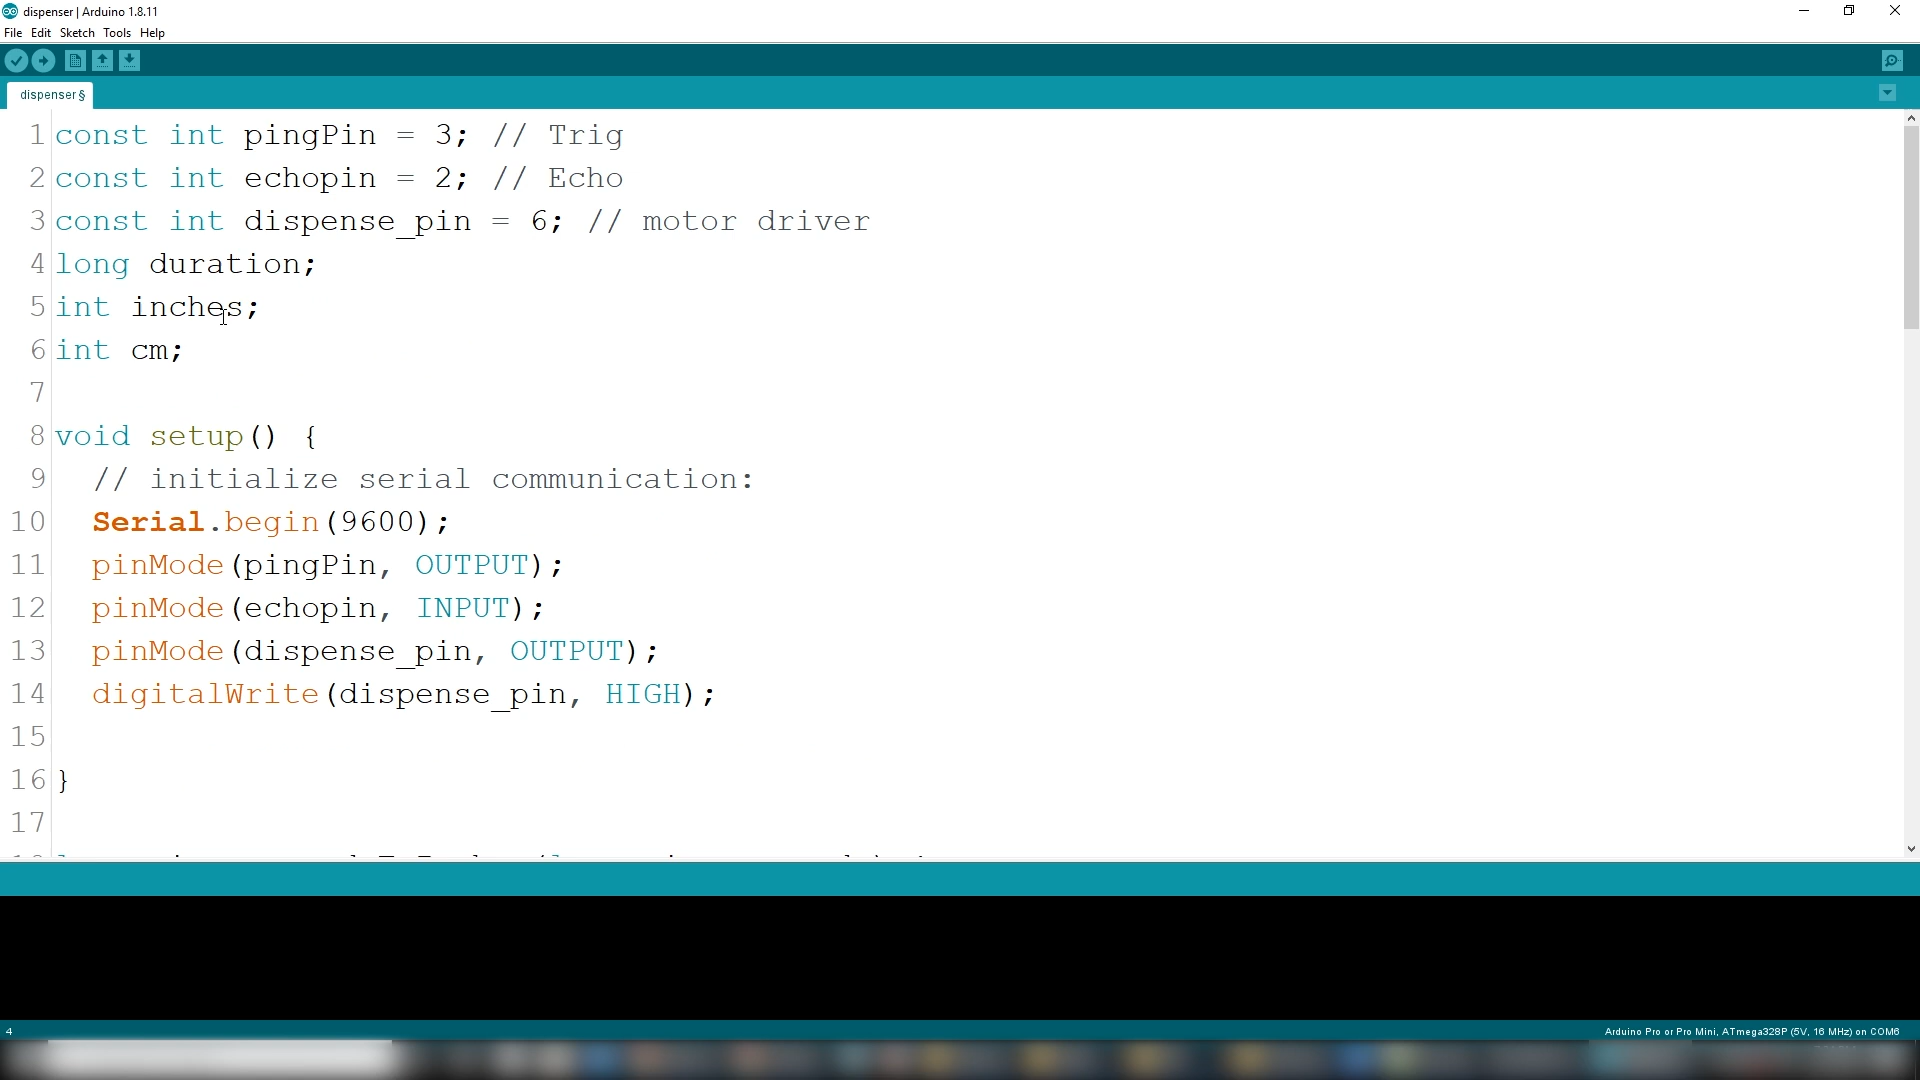 dispenser | Arduino 1.8.11
File Edit Sketch Tools Help
dispenser §
1 const int pingPin = 3; // Trig
2 const int echopin = 2; // Echo
3 const int dispense_pin = 6; // motor driver
4 long duration;
5 int inches;
6 int cm;
7
8 void setup() {
9 // initialize serial communication:
10 Serial.begin(9600);
11 pinMode(pingPin, OUTPUT);
12 pinMode(echopin, INPUT);
13 pinMode(dispense_pin, OUTPUT);
14 digitalWrite(dispense_pin, HIGH);
15
16 }
17
4
Arduino Pro or Pro Mini, ATmega328P (5V, 16 MHz) on COM6